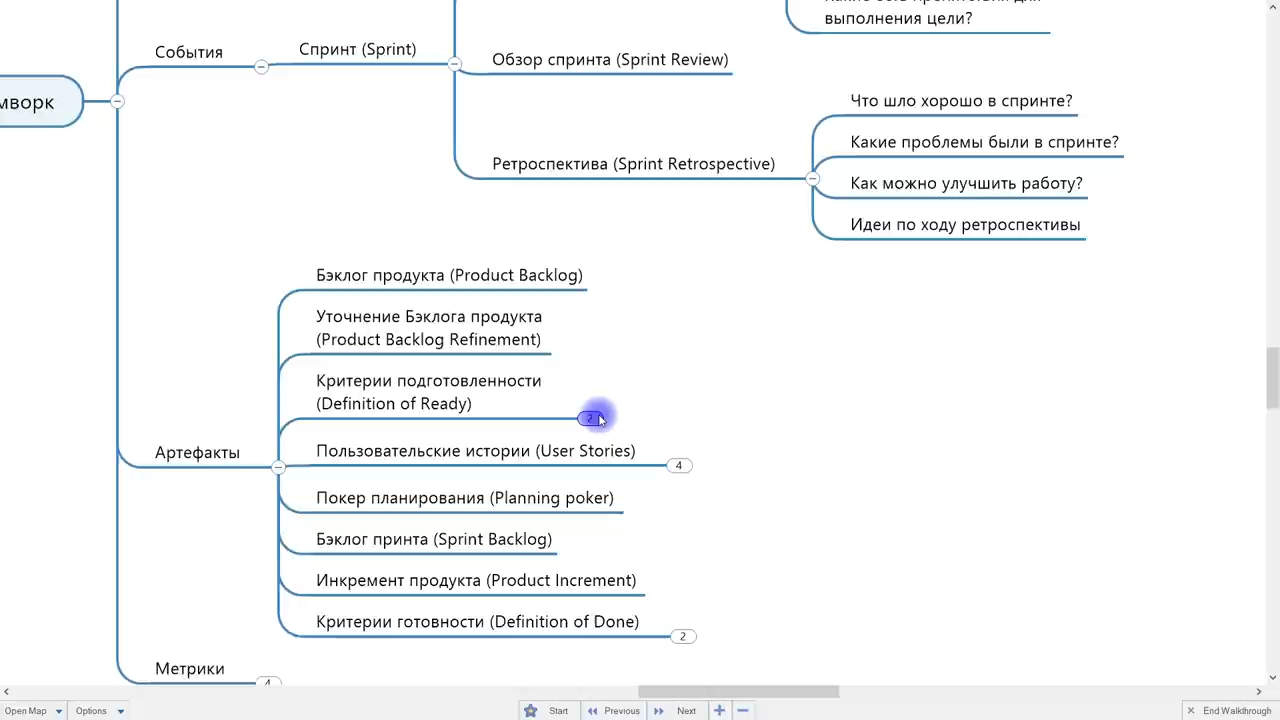 выполнения цели?
События
Спринт (Sprint)
Обзор спринта (Sprint Review)
мворк
Что шло хорошо в спринте?
Какие проблемы были в спринте?
Ретроспектива (Sprint Retrospective)
Как можно улучшить работу?
Идеи по ходу ретроспективы
Бэклог продукта (Product Backlog)
Уточнение Бэклога продукта
(Product Backlog Refinement)
Критерии подготовленности
(Definition of Ready)
2
Артефакты
Пользовательские истории (User Stories)
4
Покер планирования (Planning poker)
Бэклог принта (Sprint Backlog)
Инкремент продукта (Product Increment)
Критерии готовности (Definition of Done)
2
Метрики
4
Open Map Options Start Previous Next End Walkthrough